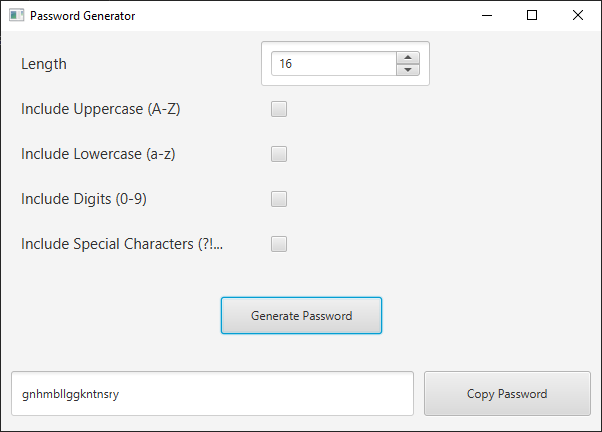 Password Generator
Length
16
Include Uppercase (A-Z)
Include Lowercase (a-z)
Include Digits (0-9)
Include Special Characters (?!...
Generate Password
gnhmbllggkntnsry
Copy Password